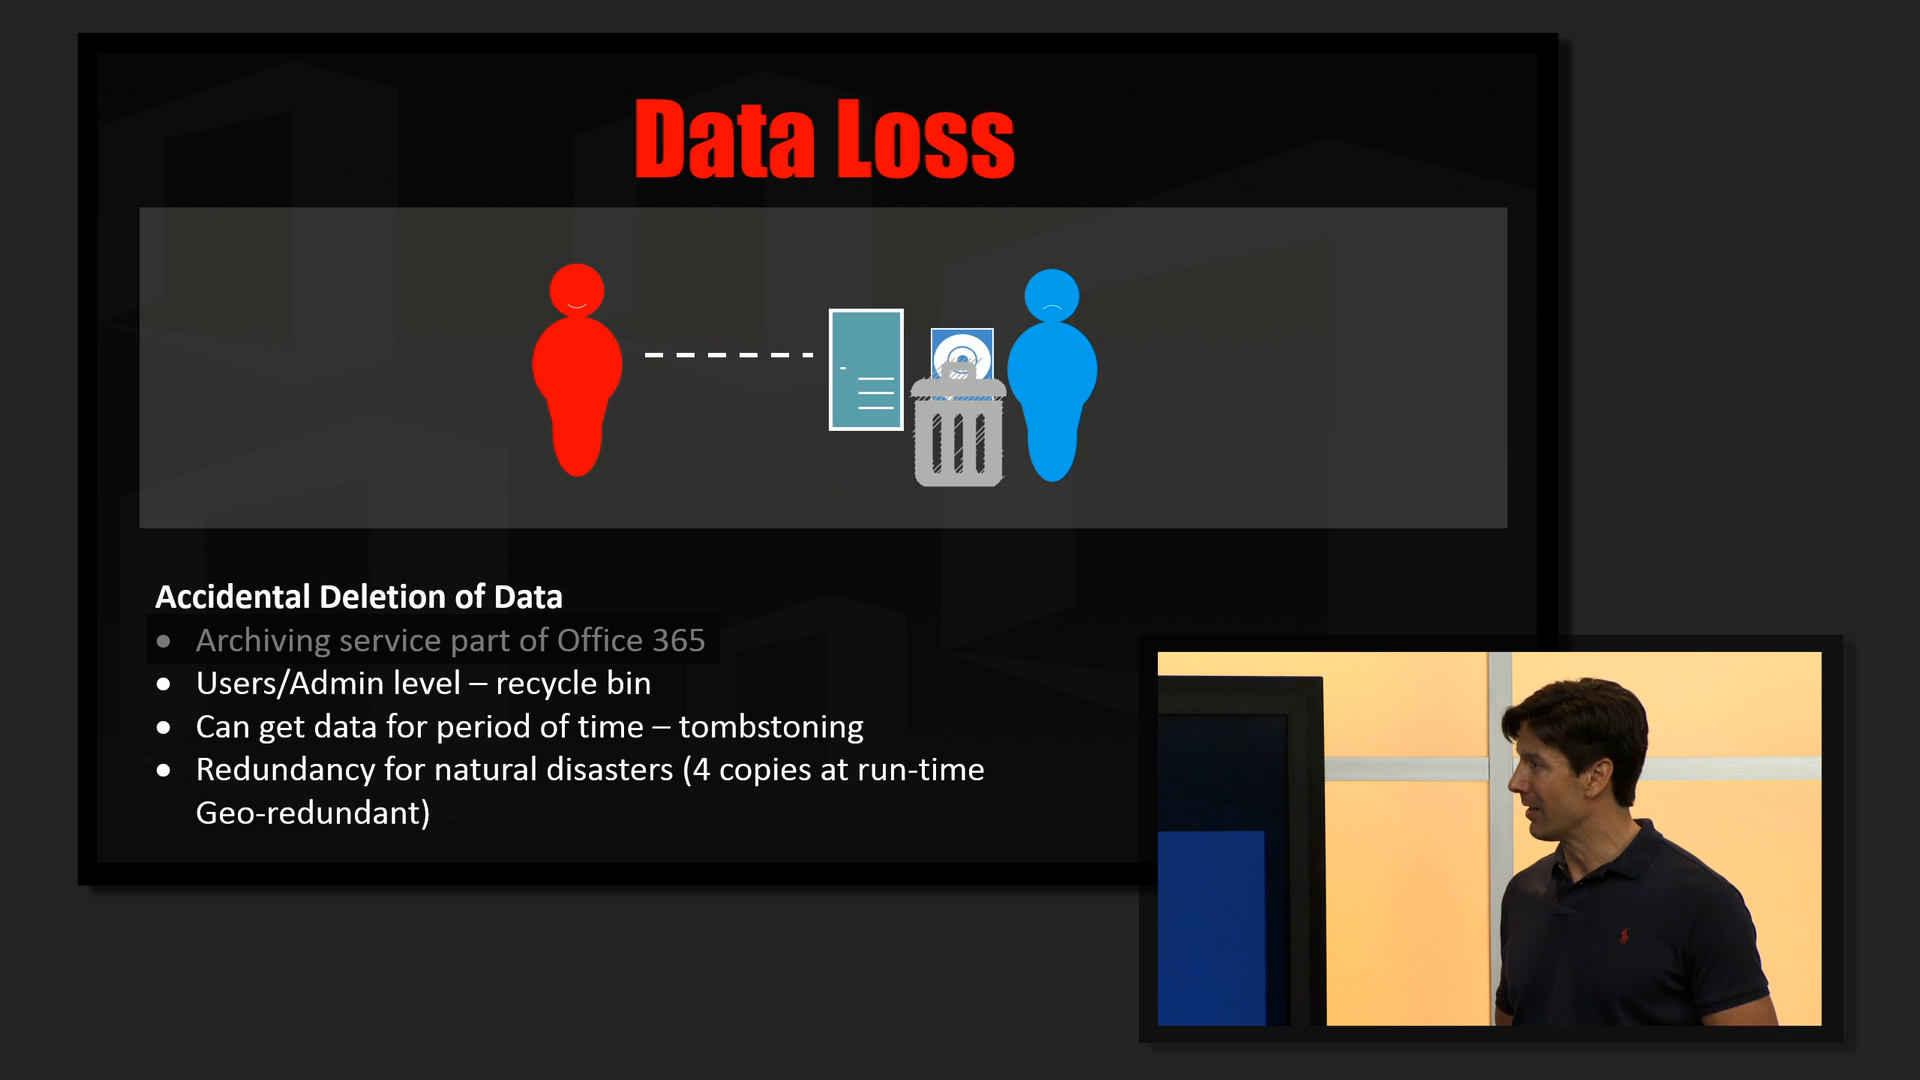 Data Loss
Accidental Deletion of Data
• Archiving service part of Office 365
• Users/Admin level – recycle bin
• Can get data for period of time – tombstoning
• Redundancy for natural disasters (4 copies at run-time
Geo-redundant)